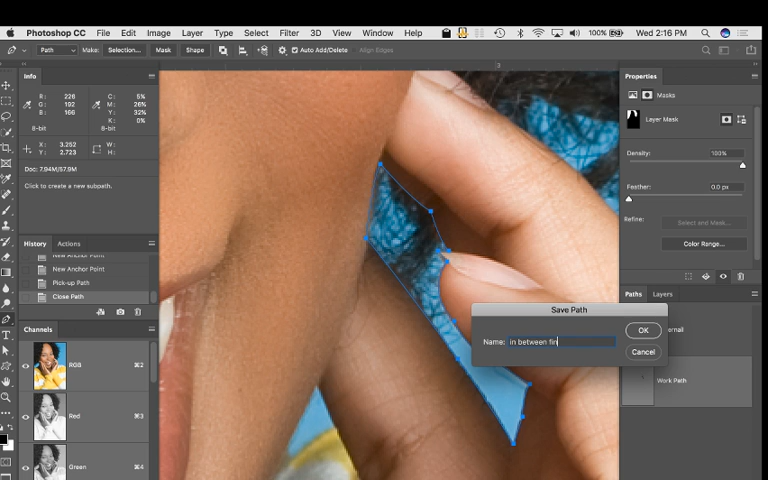 Photoshop CC File Edit Image Layer Type Select Filter 3D View Window Help 100% Wed 2:16 PM
Path Make: Selection... Mask Shape Auto Add/Delete Align Edges
Info
R: 228 C: 5%
G: 192 M: 26%
B: 166 Y: 32%
K: 0%
8-bit 8-bit
X: 3.252 W:
Y: 2.723 H:
Doc: 7.94M/57.9M
Click to create a new subpath.
History Actions
New Anchor Point
New Anchor Point
Pick-up Path
Close Path
Channels
RGB ⌘2
Red ⌘3
Green ⌘4
3
Properties
Masks
Layer Mask
Density: 100%
Feather: 0.0 px
Refine: Select and Mask...
Color Range...
Paths Layers
Work Path
Save Path
Name: in between fin
OK
Cancel